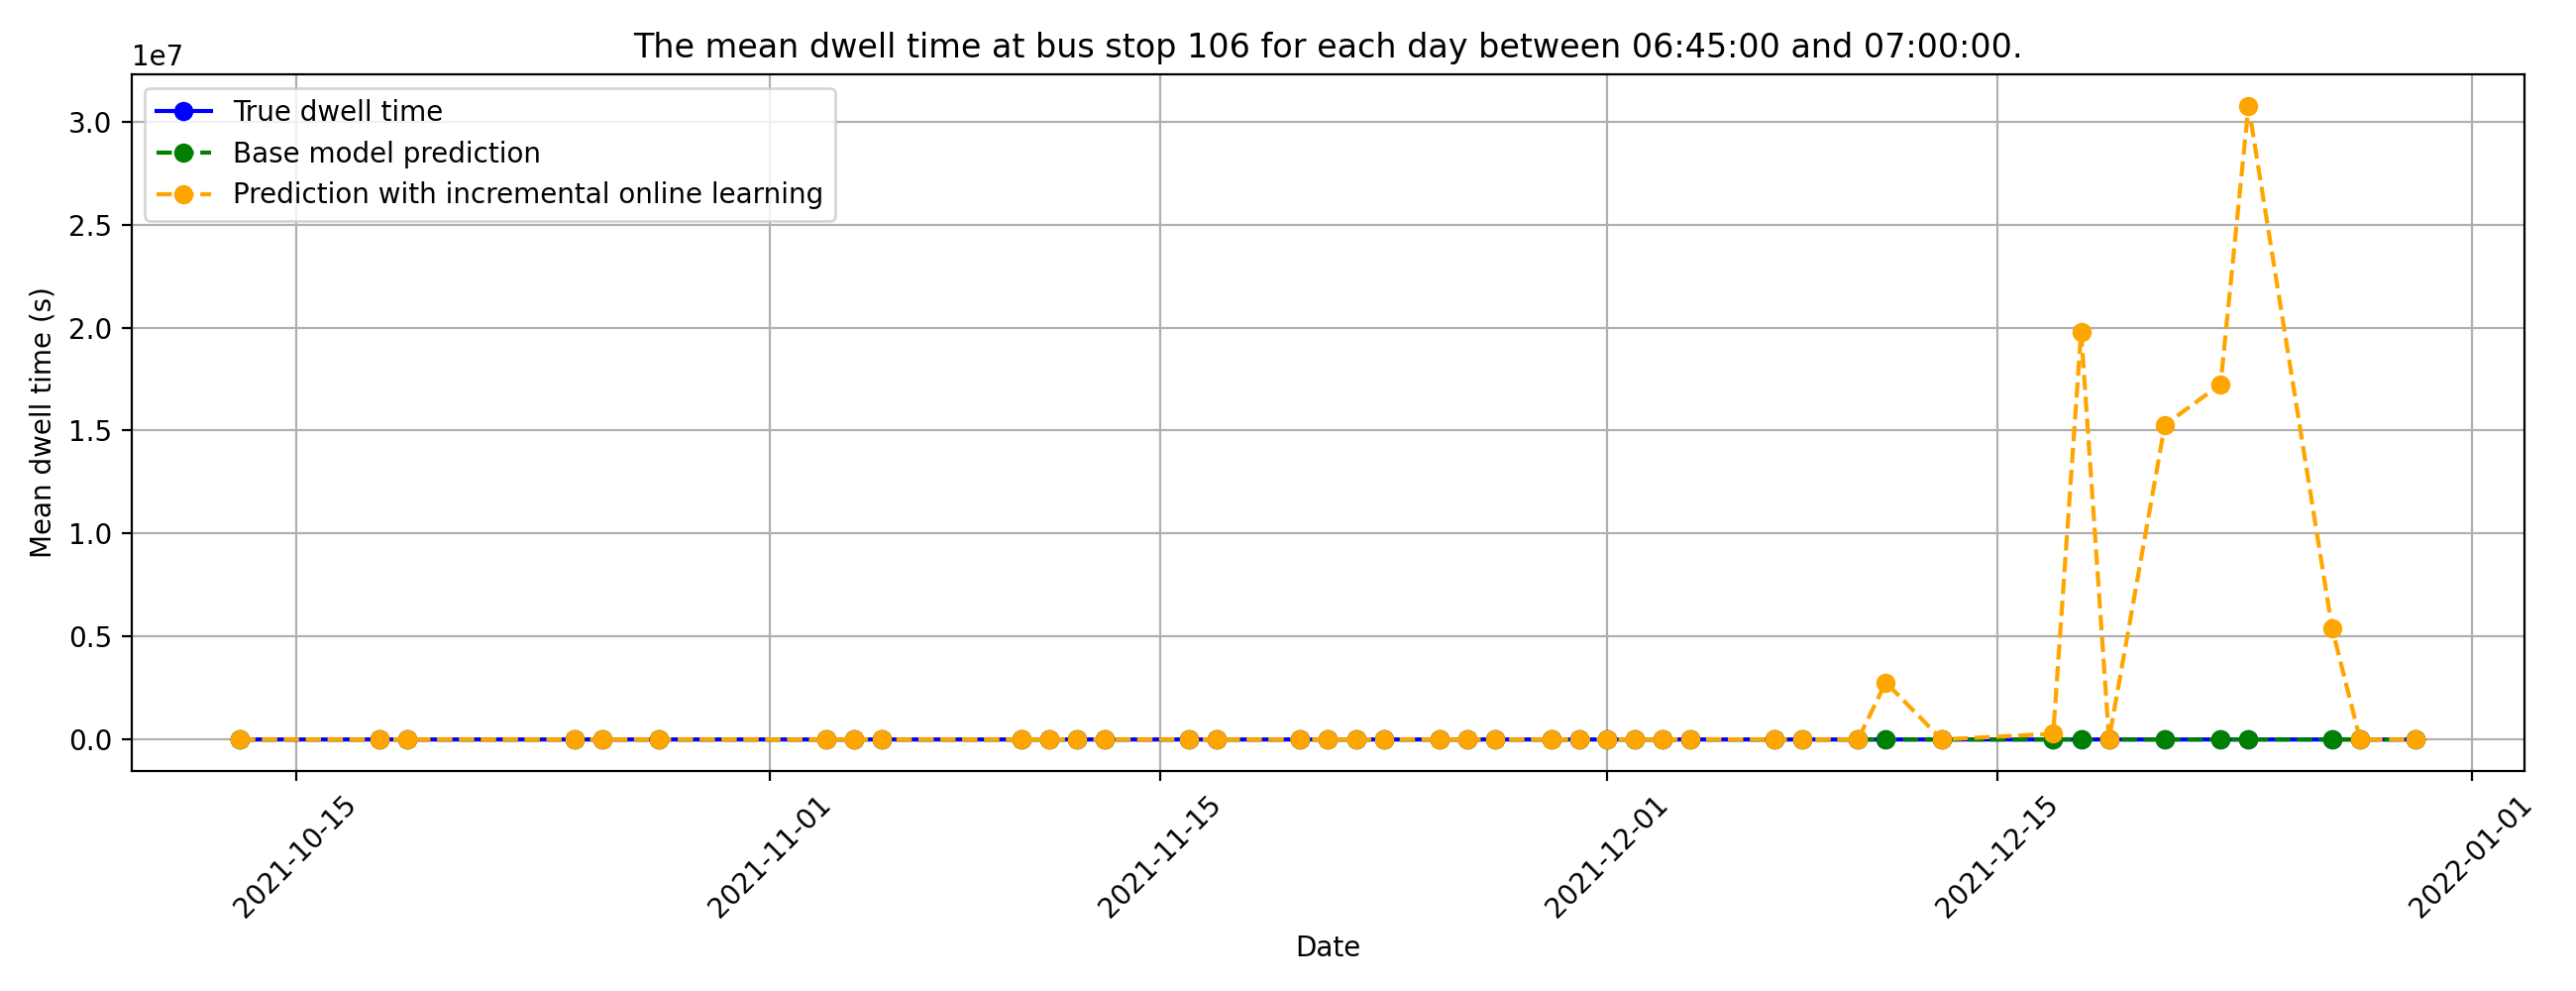 The mean dwell time at bus stop 106 for each day between 06:45:00 and 07:00:00.
1e7
True dwell time
Base model prediction
Prediction with incremental online learning
Mean dwell time (s)
3.0
2.5
2.0
1.5
1.0
0.5
0.0
2021-10-15
2021-11-01
2021-11-15
2021-12-01
2021-12-15
2022-01-01
Date